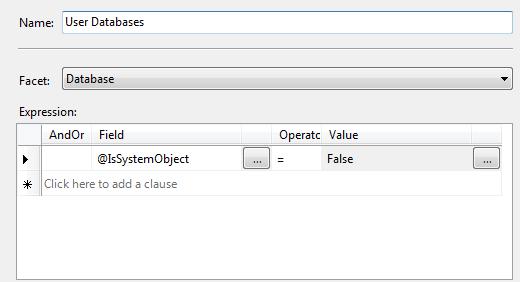 Name: User Databases
Facet: Database
Expression:
AndOr Field Operatc Value
@IsSystemObject ... = False ...
Click here to add a clause